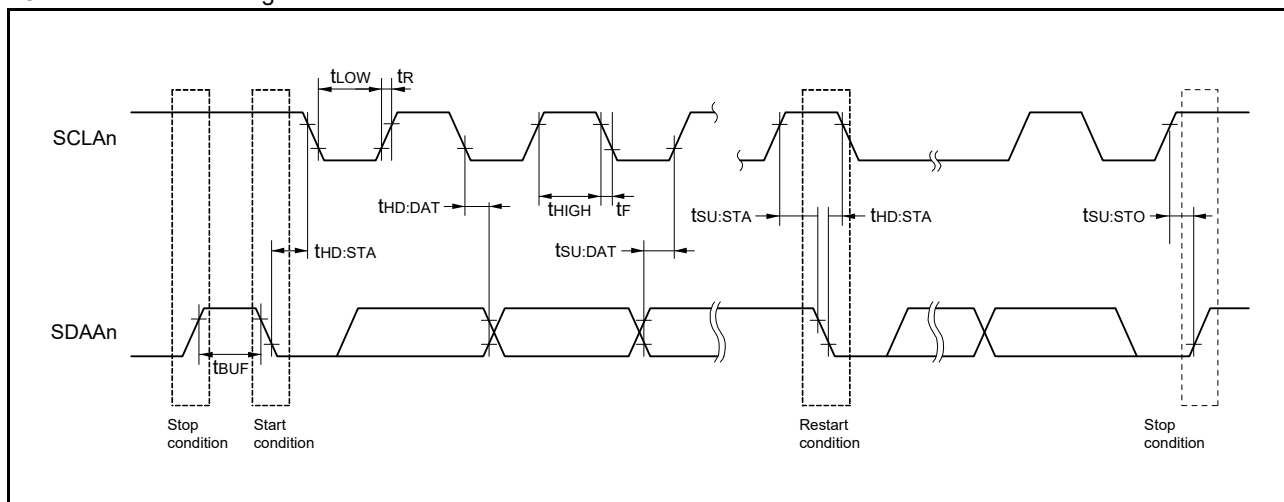 tLOW tR
SCLAn
tHD:DAT tHIGH tF tSU:STA tHD:STA tSU:STO
tHD:STA tSU:DAT
SDAAn
tBUF
Stop condition
Start condition
Restart condition
Stop condition